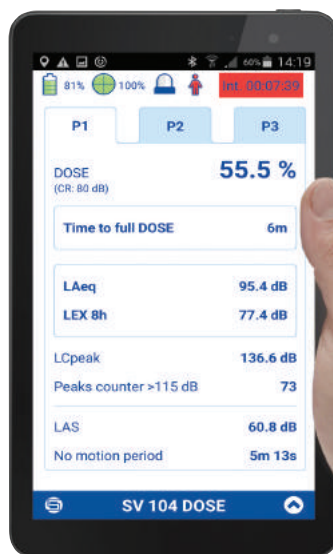 60% 14:19
81% 100% Int. 00:07:39
P1 P2 P3
DOSE 55.5 %
(CR: 80 dB)
Time to full DOSE 6m
LAeq 95.4 dB
LEX 8h 77.4 dB
LCpeak 136.6 dB
Peaks counter >115 dB 73
LAS 60.8 dB
No motion period 5m 13s
SV 104 DOSE